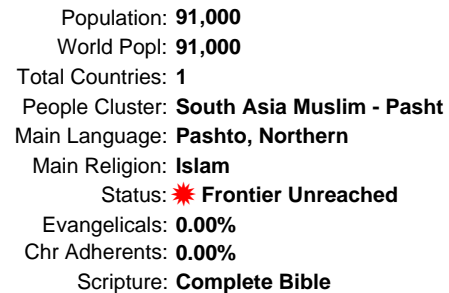 Population: 91,000
World Popl: 91,000
Total Countries: 1
People Cluster: South Asia Muslim - Pasht
Main Language: Pashto, Northern
Main Religion: Islam
Status: Frontier Unreached
Evangelicals: 0.00%
Chr Adherents: 0.00%
Scripture: Complete Bible